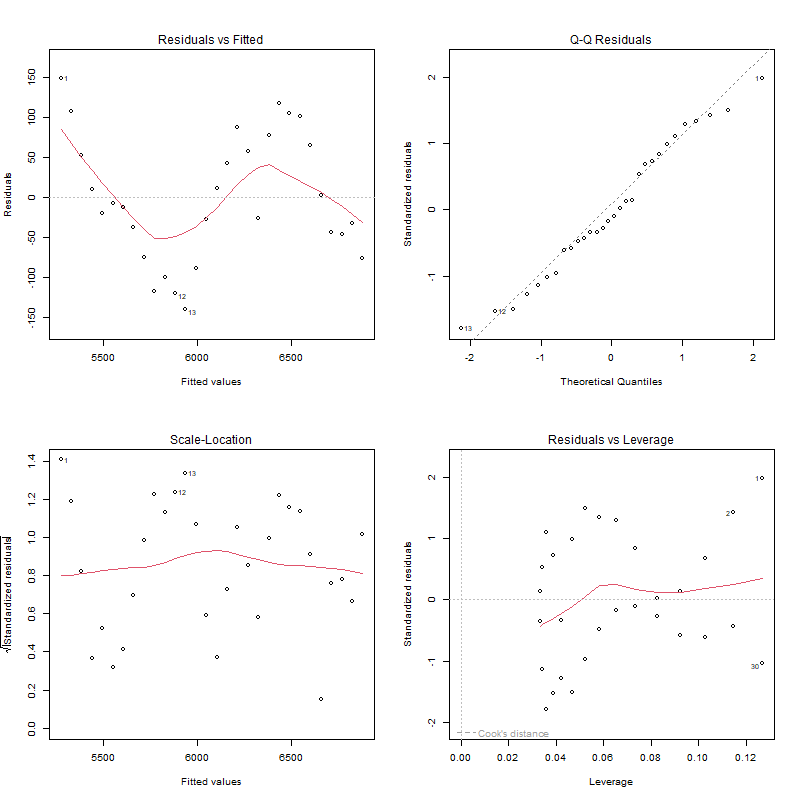 Residuals vs Fitted
Residuals
150
100
50
0
-50
-100
-150
1
12
13
5500 6000 6500
Fitted values
Q-Q Residuals
Standardized residuals
2
1
0
-1
1
12
13
-2 -1 0 1 2
Theoretical Quantiles
Scale-Location
√|Standardized residuals|
1.4
1.2
1.0
0.8
0.6
0.4
0.2
0.0
1
13
12
5500 6000 6500
Fitted values
Residuals vs Leverage
Standardized residuals
2
1
0
-1
-2
1
2
30
Cook's distance
0.00 0.02 0.04 0.06 0.08 0.10 0.12
Leverage